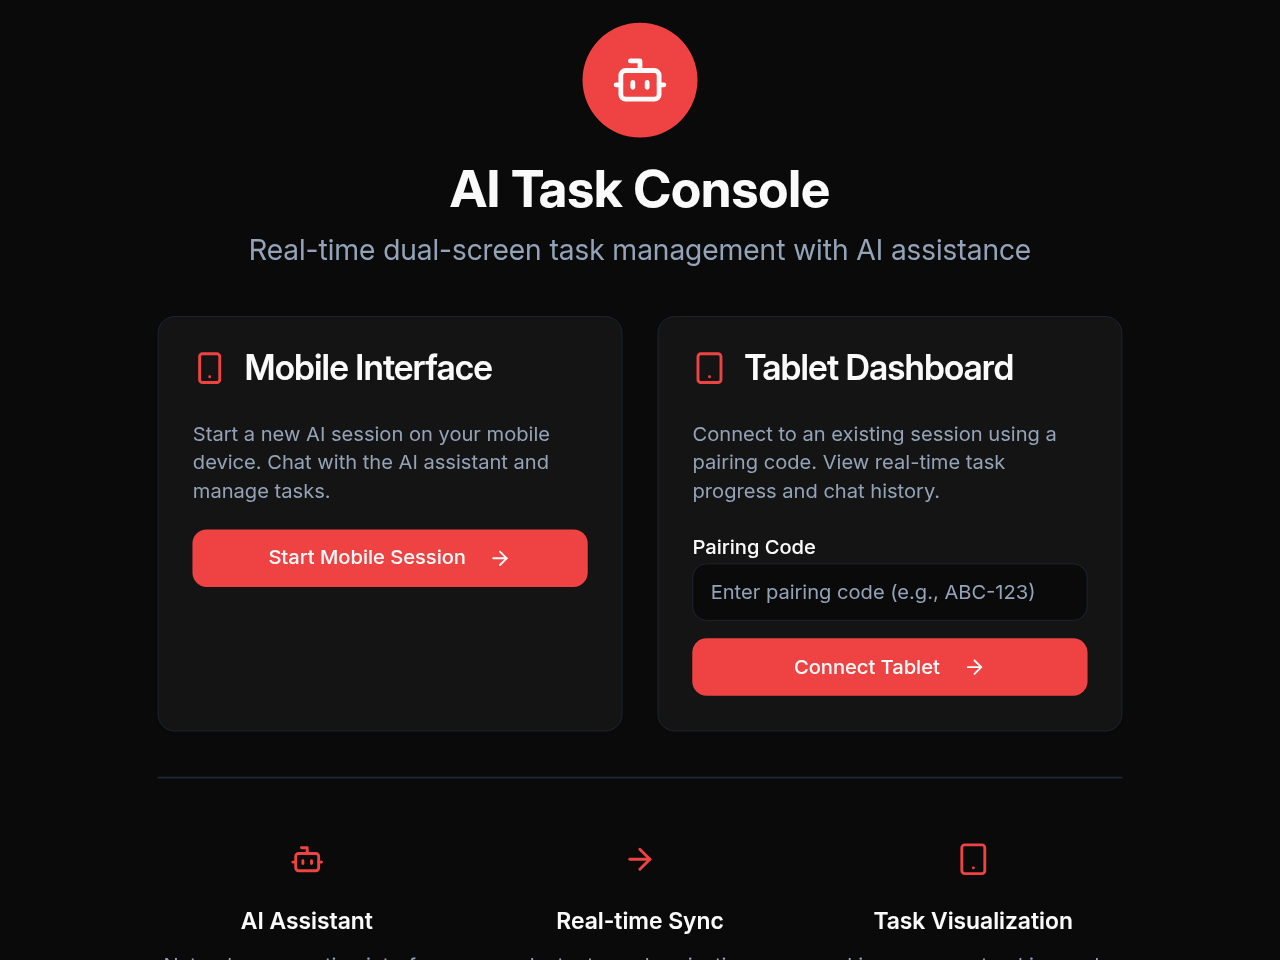 AI Task Console
Real-time dual-screen task management with AI assistance
Mobile Interface
Start a new AI session on your mobile
device. Chat with the AI assistant and
manage tasks.
Start Mobile Session
Tablet Dashboard
Connect to an existing session using a
pairing code. View real-time task
progress and chat history.
Pairing Code
Enter pairing code (e.g., ABC-123)
Connect Tablet
AI Assistant
Real-time Sync
Task Visualization